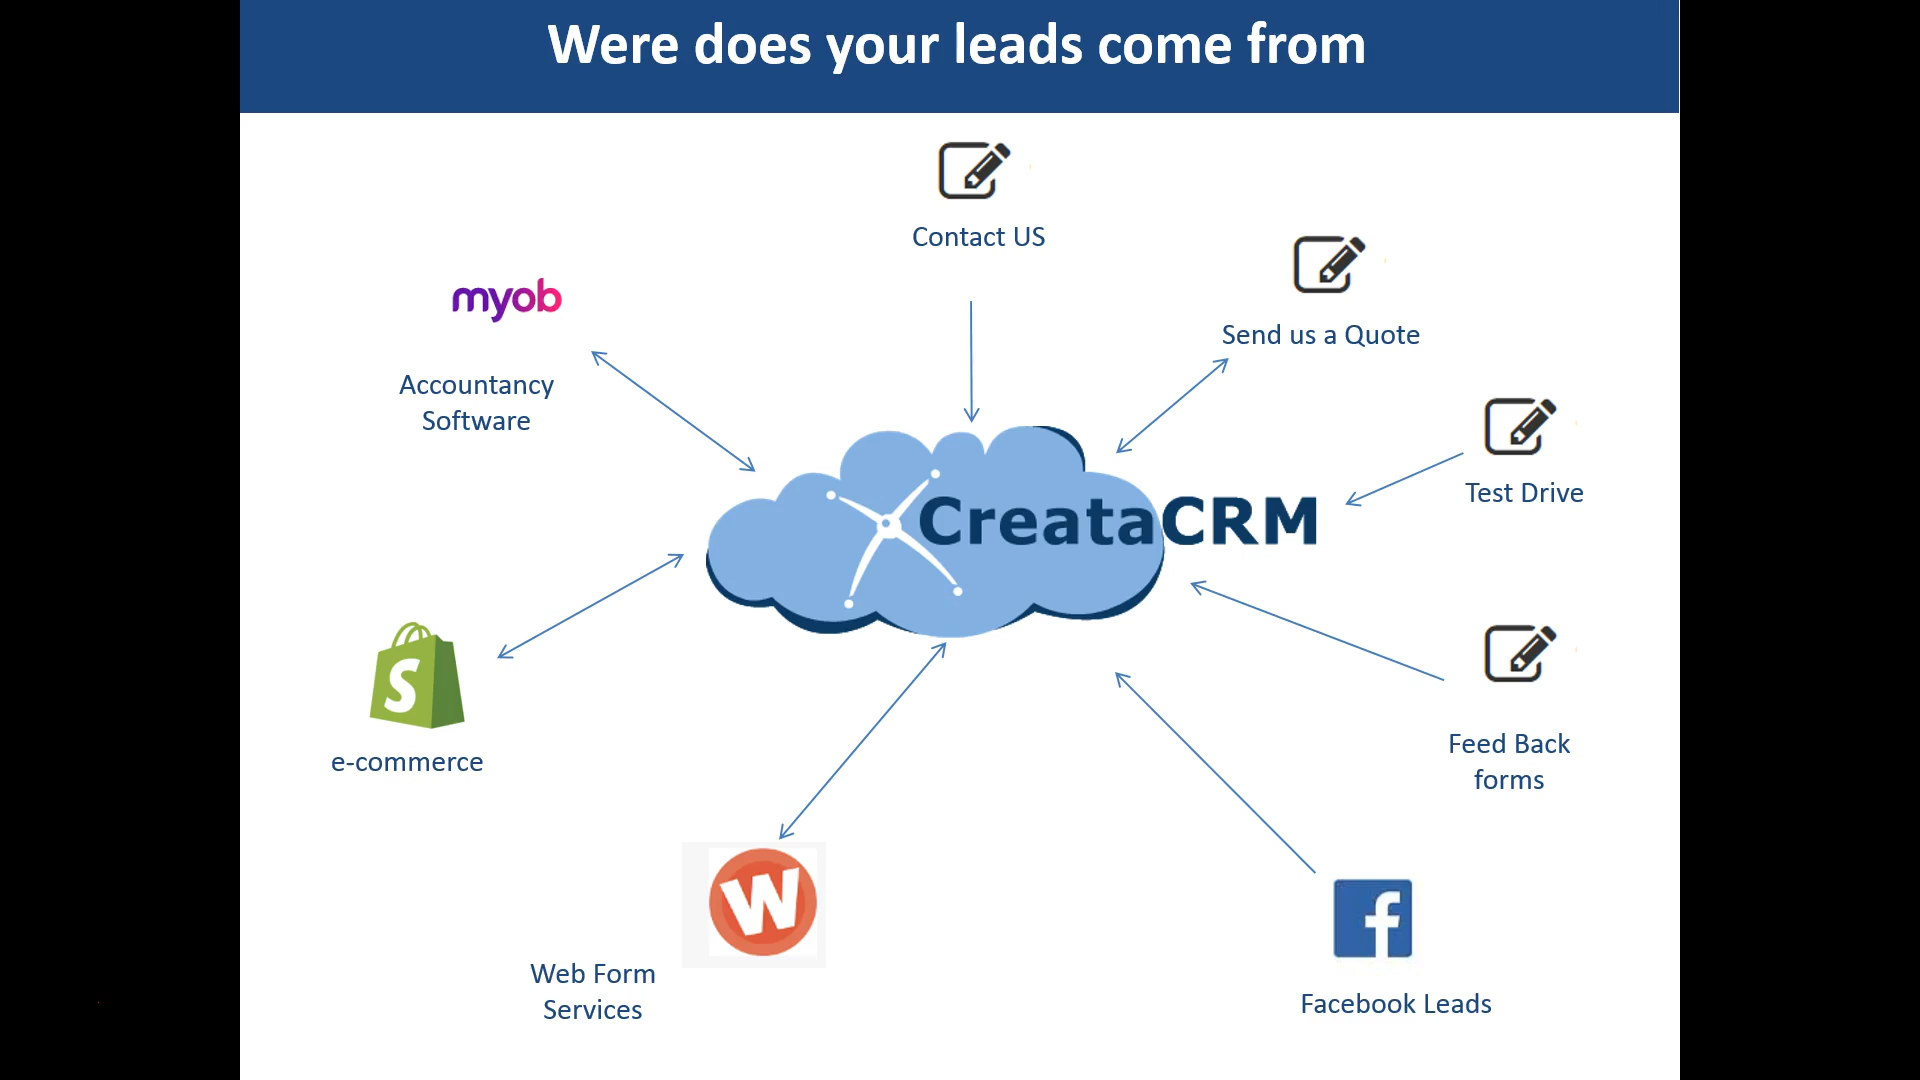 Were does your leads come from
Contact US
Send us a Quote
myob
Accountancy
Software
Test Drive
CreataCRM
S
e-commerce
Feed Back
forms
W
Web Form
Services
f
Facebook Leads